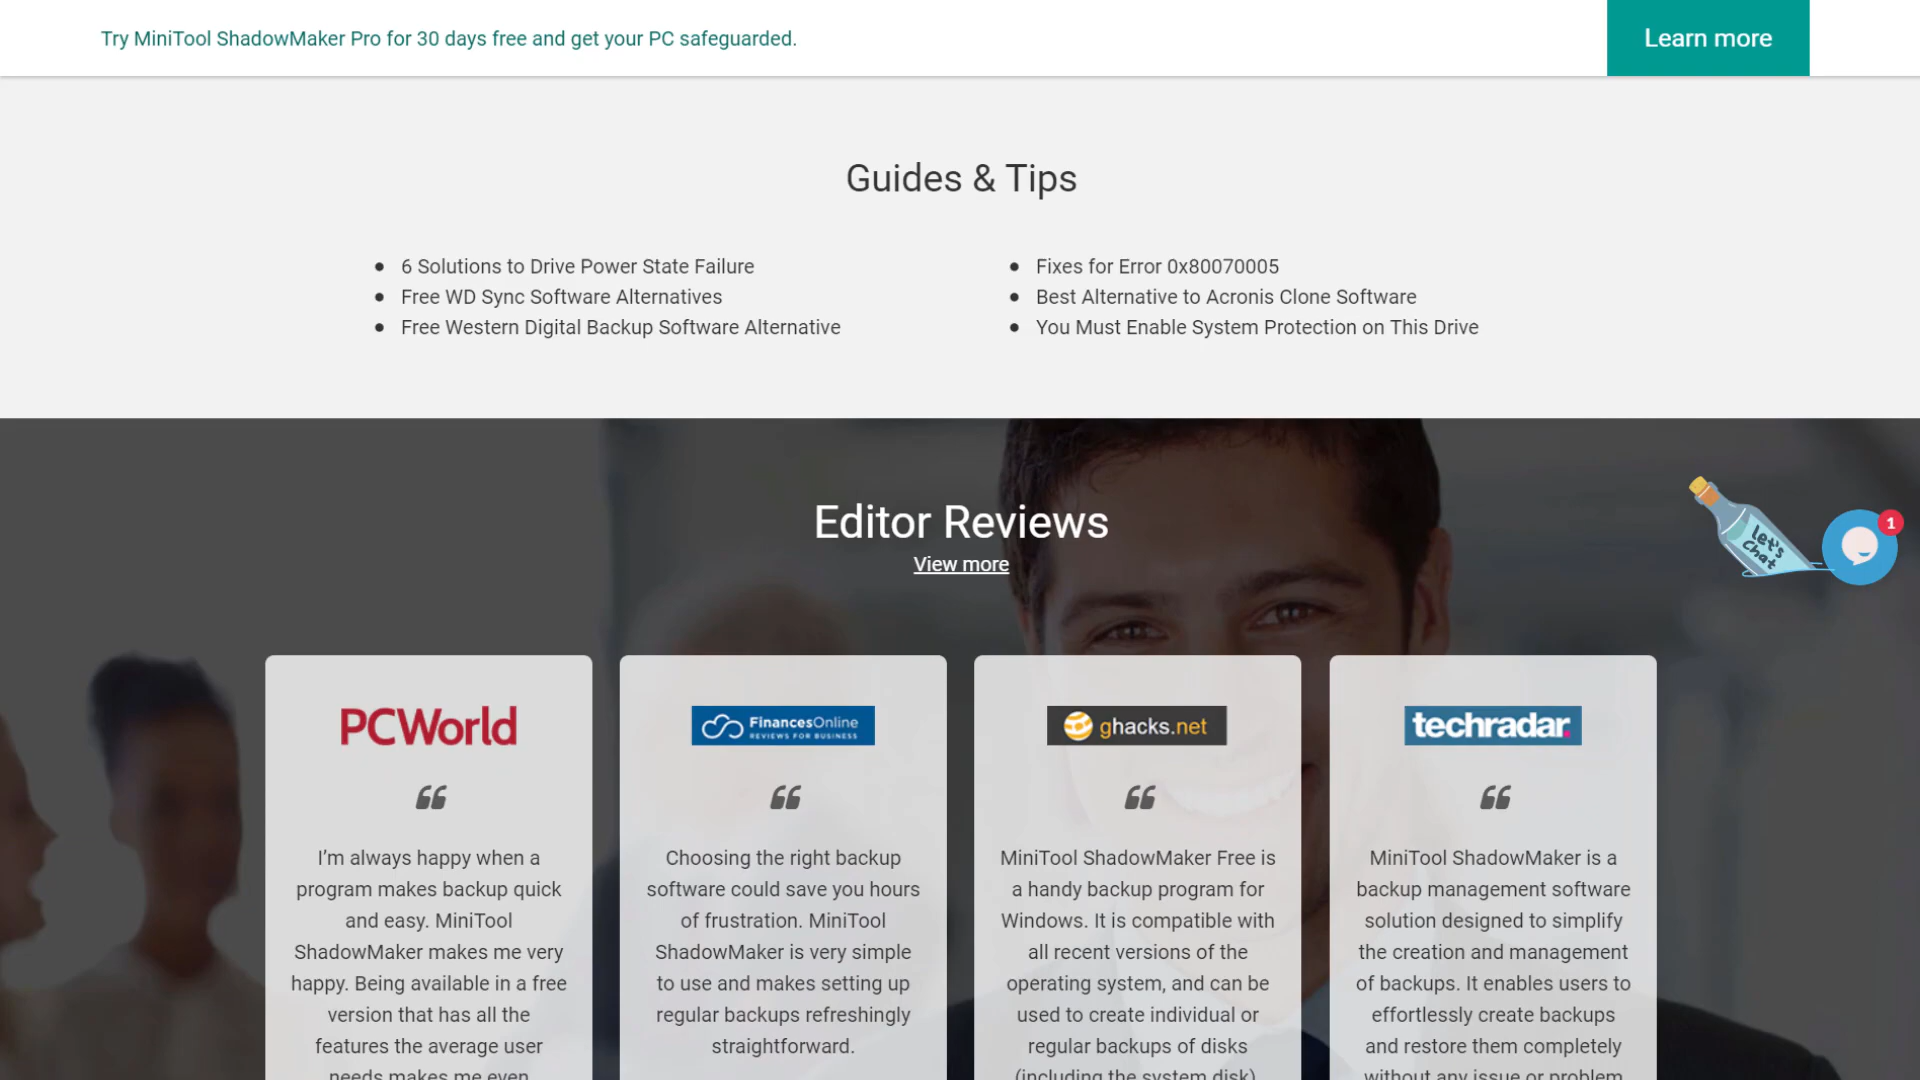 Try MiniTool ShadowMaker Pro for 30 days free and get your PC safeguarded.
Learn more
Guides & Tips
6 Solutions to Drive Power State Failure
Free WD Sync Software Alternatives
Free Western Digital Backup Software Alternative
Fixes for Error 0x80070005
Best Alternative to Acronis Clone Software
You Must Enable System Protection on This Drive
Editor Reviews
View more
let's
chat
1
PCWorld
I’m always happy when a
program makes backup quick
and easy. MiniTool
ShadowMaker makes me very
happy. Being available in a free
version that has all the
features the average user
needs makes me even
FinancesOnline
REVIEWS FOR BUSINESS
Choosing the right backup
software could save you hours
of frustration. MiniTool
ShadowMaker is very simple
to use and makes setting up
regular backups refreshingly
straightforward.
ghacks.net
MiniTool ShadowMaker Free is
a handy backup program for
Windows. It is compatible with
all recent versions of the
operating system, and can be
used to create individual or
regular backups of disks
(including the system disk)
techradar.
MiniTool ShadowMaker is a
backup management software
solution designed to simplify
the creation and management
of backups. It enables users to
effortlessly create backups
and restore them completely
without any issue or problem